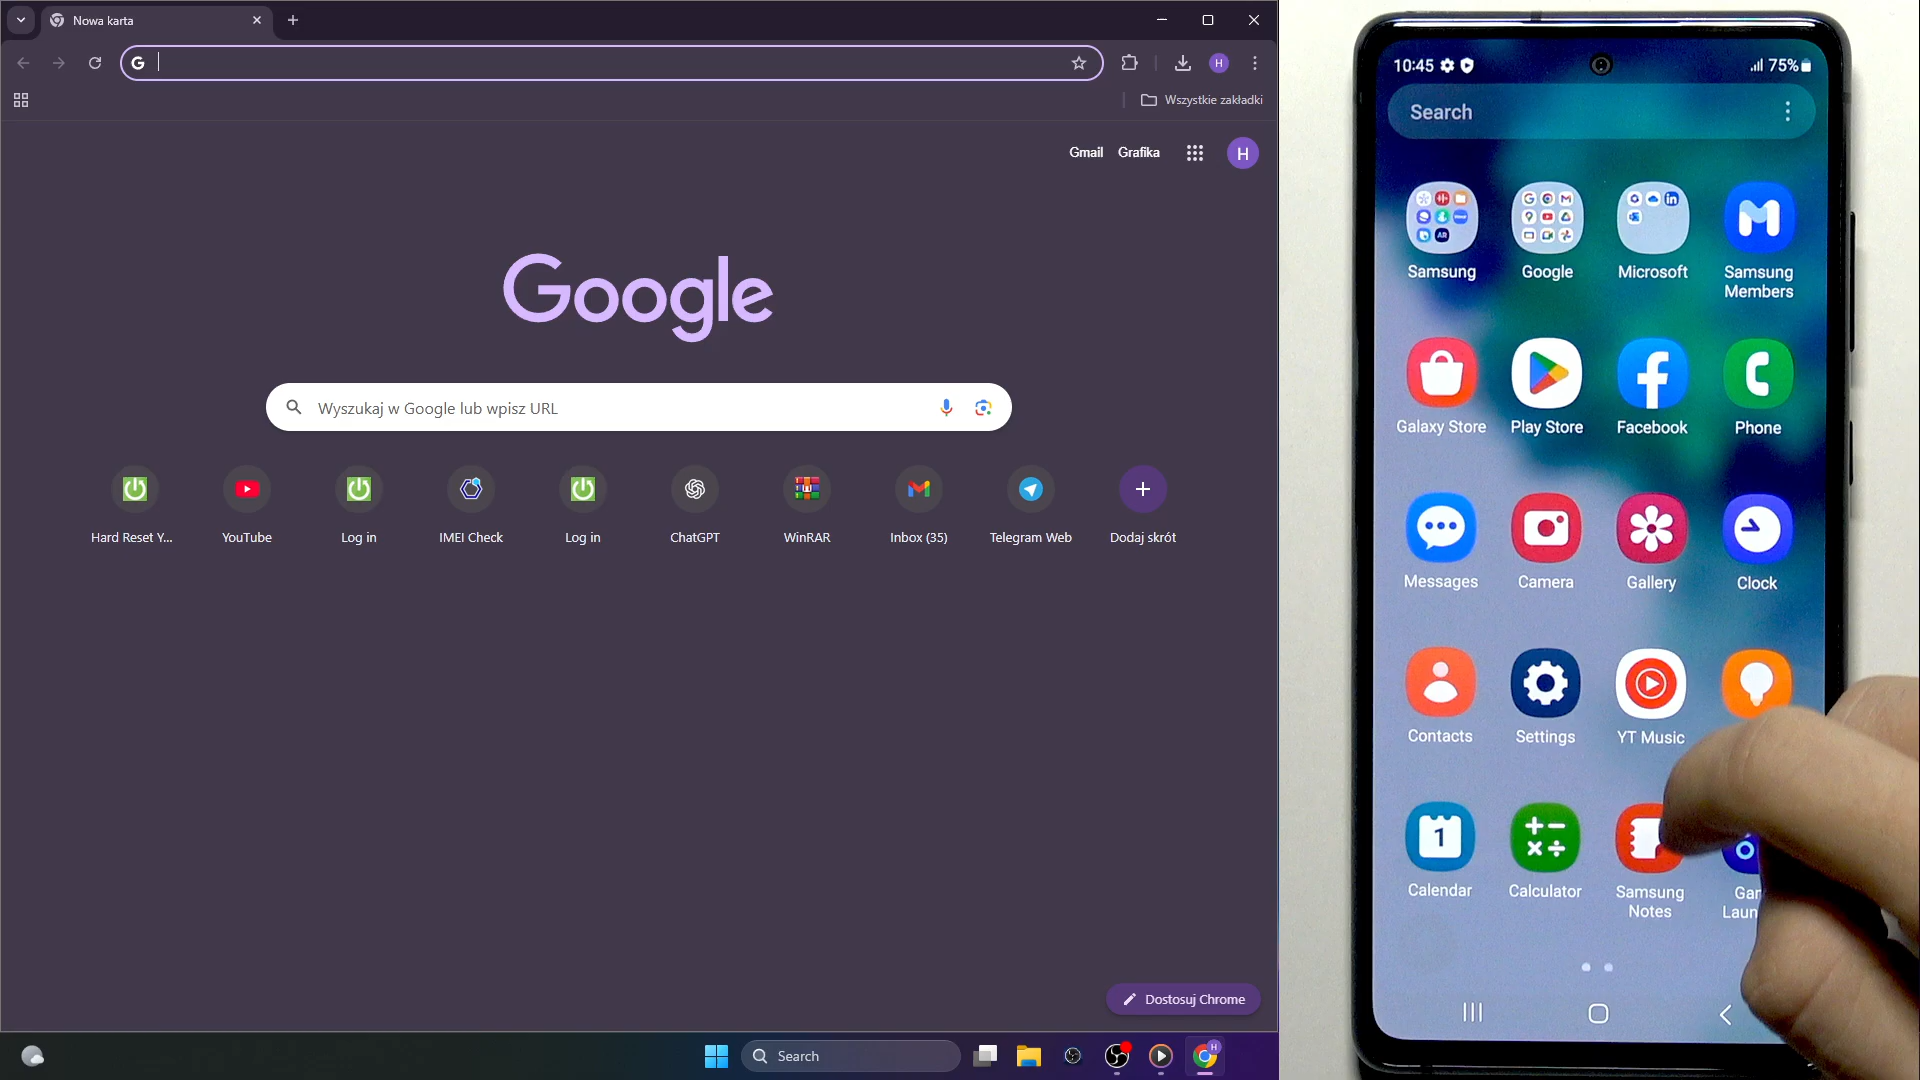 Nowa karta
Wszystkie zakładki
Gmail
Grafika
H
Google
Wyszukaj w Google lub wpisz URL
Hard Reset Y...
YouTube
Log in
IMEI Check
Log in
ChatGPT
WinRAR
Inbox (35)
Telegram Web
Dodaj skrót
Dostosuj Chrome
Search
10:45
75%
Search
Samsung
Google
Microsoft
Samsung Members
Galaxy Store
Play Store
Facebook
Phone
Messages
Camera
Gallery
Clock
Contacts
Settings
YT Music
1
Calendar
Calculator
Samsung Notes